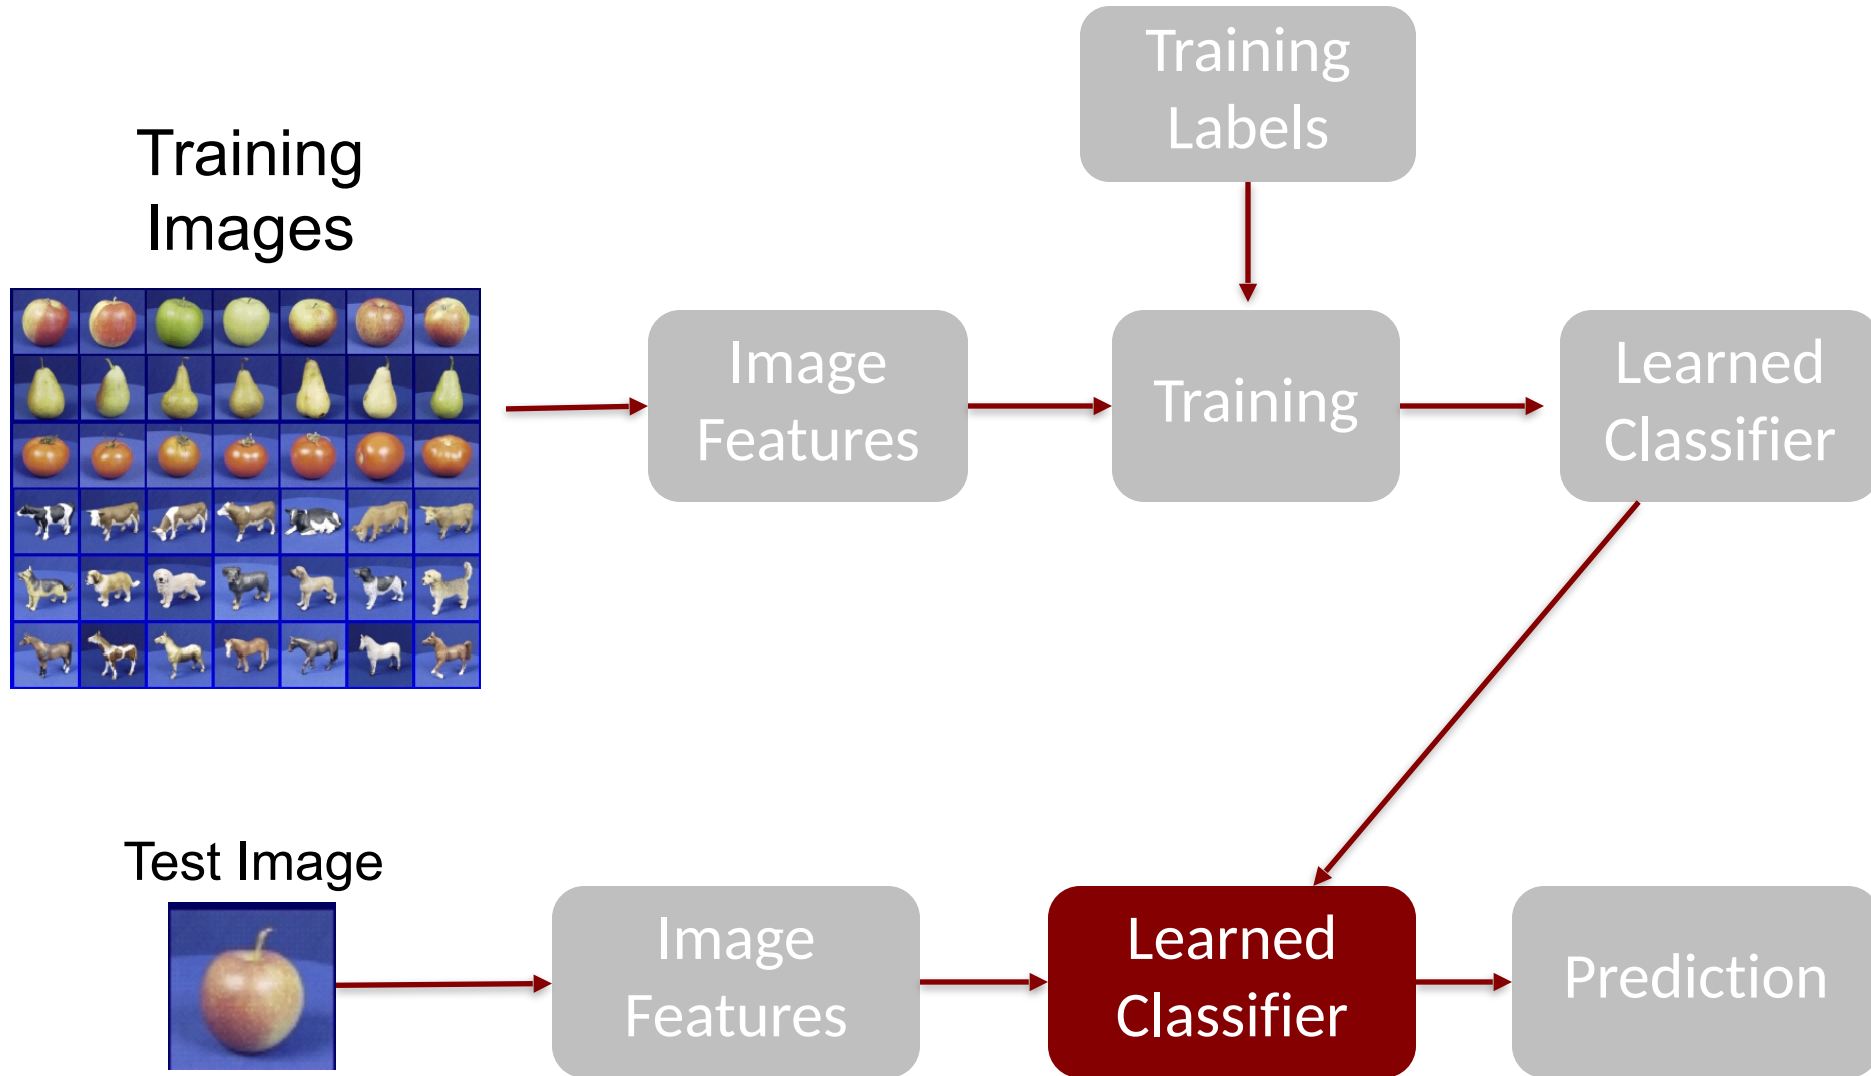 Training
Labels
Training
Images
Image
Features
Training
Learned
Classifier
Test Image
Image
Features
Learned
Classifier
Prediction